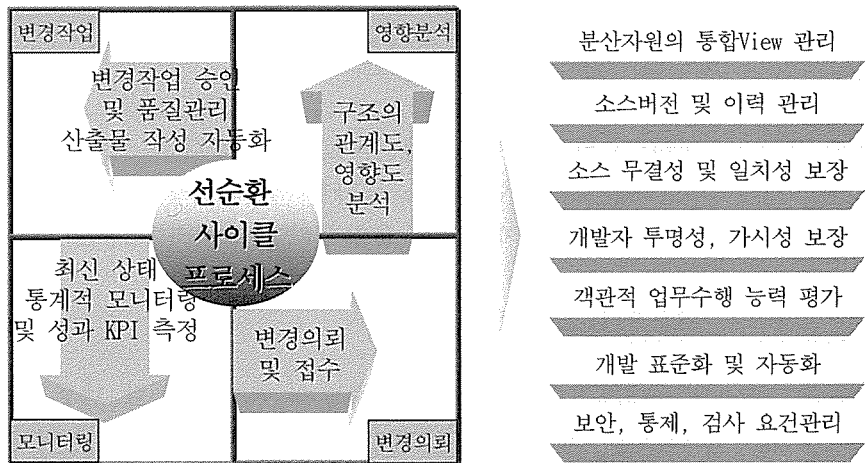 변경작업
영향분석
변경작업 승인
및 품질관리
산출물 작성 자동화
구조의
관계도,
영향도
분석
선순환
사이클
프로세스
최신 상태
통계적 모니터링
및 성과 KPI 측정
변경의뢰
및 접수
모니터링
변경의뢰
분산자원의 통합View 관리
소스버전 및 이력 관리
소스 무결성 및 일치성 보장
개발자 투명성, 가시성 보장
객관적 업무수행 능력 평가
개발 표준화 및 자동화
보안, 통제, 검사 요건관리